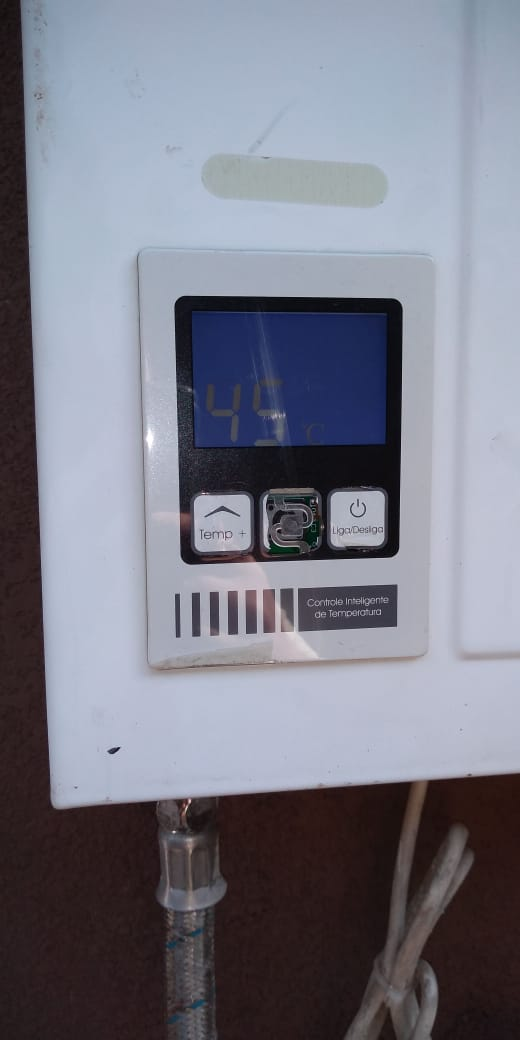 45 °C
Temp +
Liga/Desliga
Controle Inteligente
de Temperatura